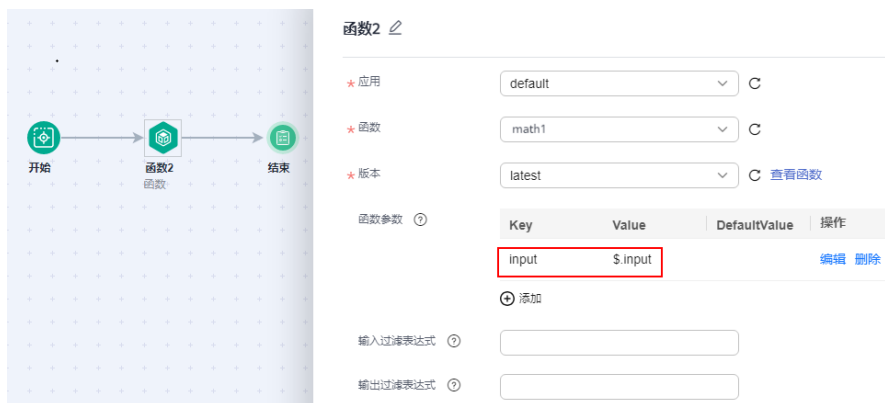 开始
函数2
函数
结束
函数2
* 应用
default
* 函数
math1
* 版本
latest
查看函数
函数参数 ?
Key Value DefaultValue 操作
input $.input 编辑 删除
添加
输入过滤表达式 ?
输出过滤表达式 ?